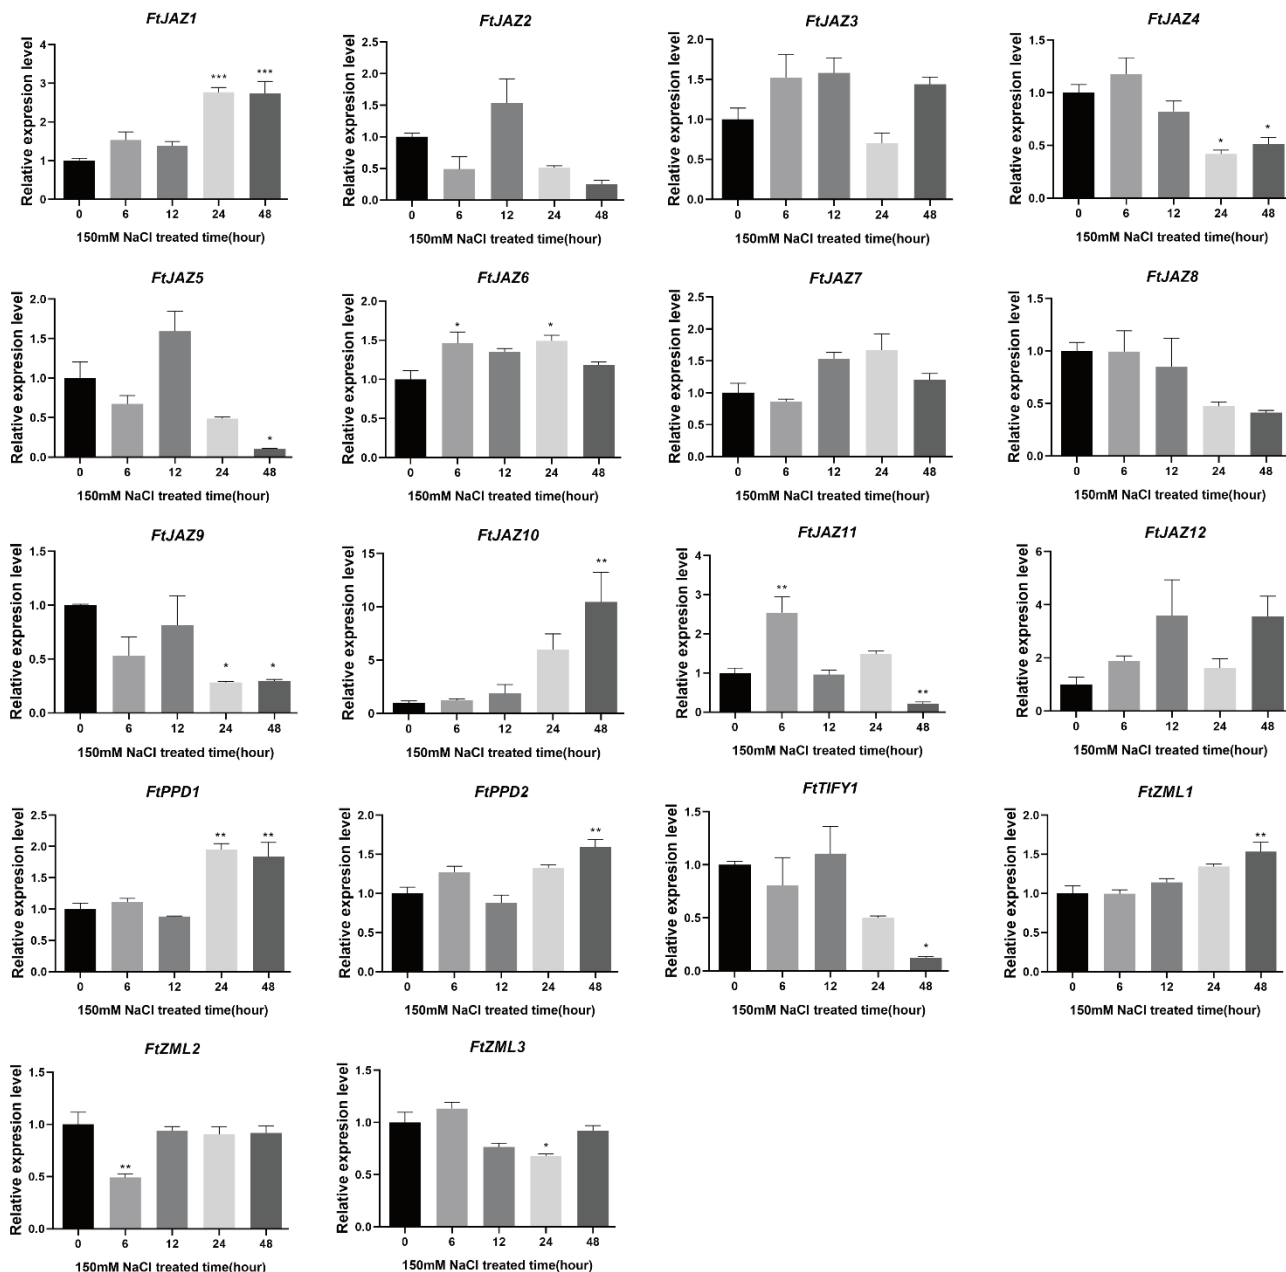 FtJAZ1
Relative expresion level
4
3
2
1
0
*** ***
0 6 12 24 48
150mM NaCl treated time(hour)
FtJAZ2
Relative expresion level
2.5
2.0
1.5
1.0
0.5
0.0
0 6 12 24 48
150mM NaCl treated time(hour)
FtJAZ3
Relative expresion level
2.0
1.5
1.0
0.5
0.0
0 6 12 24 48
150mM NaCl treated time(hour)
FtJAZ4
Relative expresion level
1.5
1.0
0.5
0.0
* *
0 6 12 24 48
150mM NaCl treated time(hour)
FtJAZ5
Relative expresion level
2.0
1.5
1.0
0.5
0.0
*
0 6 12 24 48
150mM NaCl treated time(hour)
FtJAZ6
Relative expresion level
2.0
1.5
1.0
0.5
0.0
* *
0 6 12 24 48
150mM NaCl treated time(hour)
FtJAZ7
Relative expresion level
2.5
2.0
1.5
1.0
0.5
0.0
0 6 12 24 48
150mM NaCl treated time(hour)
FtJAZ8
Relative expresion level
1.5
1.0
0.5
0.0
0 6 12 24 48
150mM NaCl treated time(hour)
FtJAZ9
Relative expresion level
1.5
1.0
0.5
0.0
* *
0 6 12 24 48
150mM NaCl treated time(hour)
FtJAZ10
Relative expresion level
15
10
5
0
**
0 6 12 24 48
150mM NaCl treated time(hour)
FtJAZ11
Relative expresion level
4
3
2
1
0
** **
0 6 12 24 48
150mM NaCl treated time(hour)
FtJAZ12
Relative expresion level
6
4
2
0
0 6 12 24 48
150mM NaCl treated time(hour)
FtPPD1
Relative expresion level
2.5
2.0
1.5
1.0
0.5
0.0
** **
0 6 12 24 48
150mM NaCl treated time(hour)
FtPPD2
Relative expresion level
2.0
1.5
1.0
0.5
0.0
**
0 6 12 24 48
150mM NaCl treated time(hour)
FtTIFY1
Relative expresion level
1.5
1.0
0.5
0.0
*
0 6 12 24 48
150mM NaCl treated time(hour)
FtZML1
Relative expresion level
2.0
1.5
1.0
0.5
0.0
**
0 6 12 24 48
150mM NaCl treated time(hour)
FtZML2
Relative expresion level
1.5
1.0
0.5
0.0
**
0 6 12 24 48
150mM NaCl treated time(hour)
FtZML3
Relative expresion level
1.5
1.0
0.5
0.0
*
0 6 12 24 48
150mM NaCl treated time(hour)